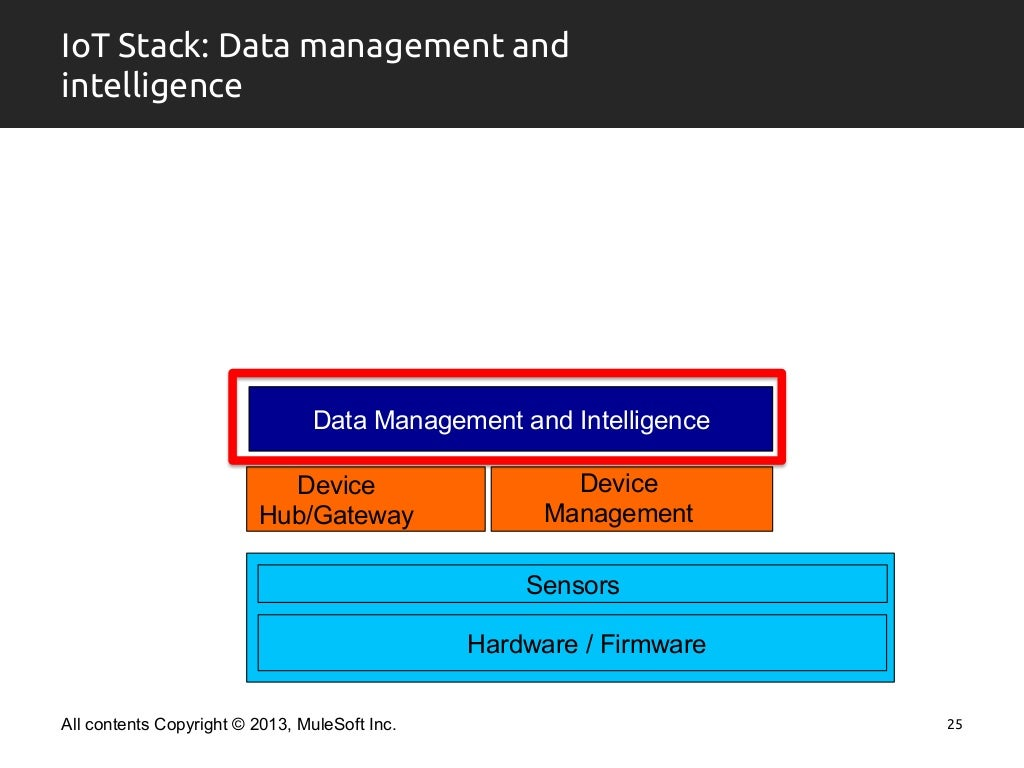 IoT Stack: Data management and
intelligence
Data Management and Intelligence
Device
Hub/Gateway
Device
Management
Sensors
Hardware / Firmware
All contents Copyright © 2013, MuleSoft Inc.
25